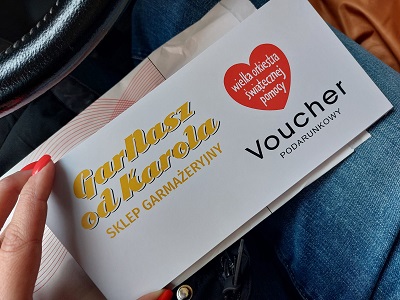 GarNasz
od Karola
SKLEP GARMAŻERYJNY
wielka orkiestra
świątecznej
pomocy
Voucher
PODARUNKOWY